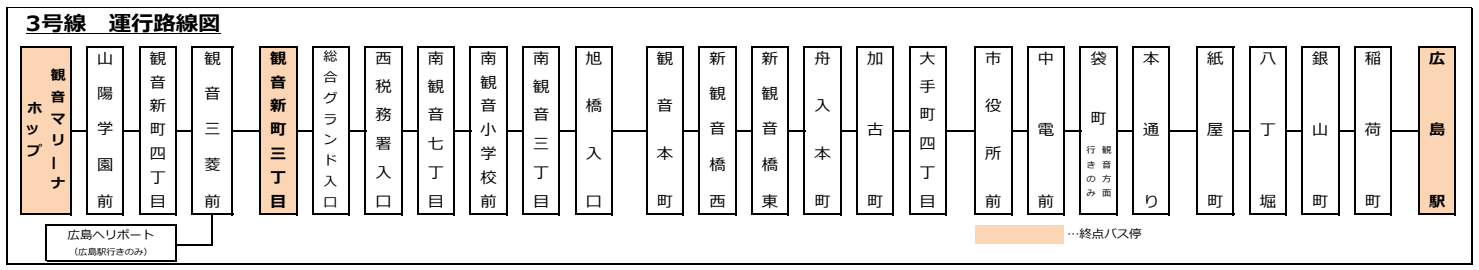 3号線　運行路線図
観音マリーナ
ホップ
山陽学園前
観音新町四丁目
観音三菱前
観音新町三丁目
総合グランド入口
西税務署入口
南観音七丁目
南観音小学校前
南観音三丁目
旭橋入口
観音本町
新観音橋西
新観音橋東
舟入本町
加古町
大手町四丁目
市役所前
中電前
袋町
観音方面
行きのみ
本通り
紙屋町
八丁堀
銀山町
稲荷町
広島駅
広島ヘリポート
(広島駅行きのみ)
…終点バス停